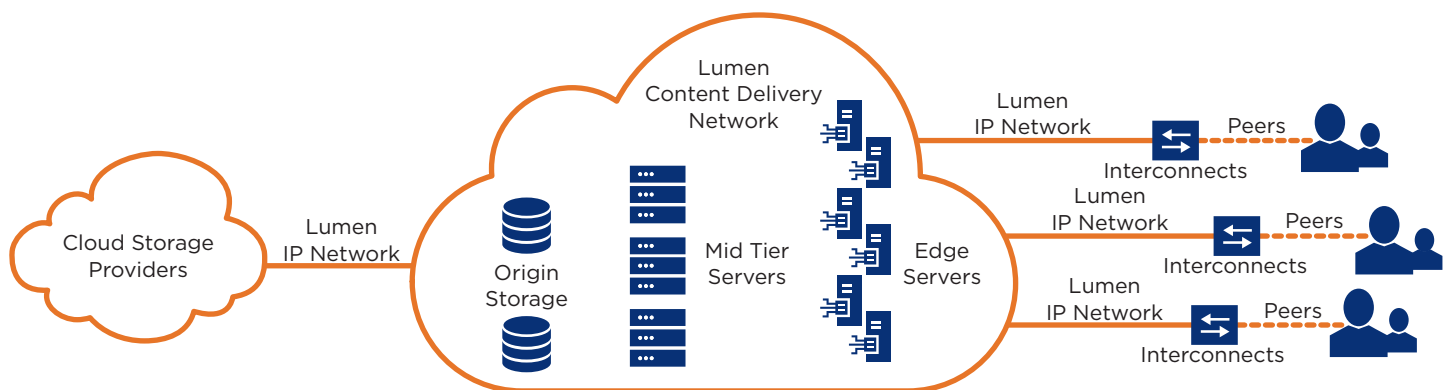 Lumen
Content Delivery
Network
Cloud Storage
Providers
Lumen
IP Network
Origin
Storage
Mid Tier
Servers
Edge
Servers
Lumen
IP Network
Interconnects
Peers
Lumen
IP Network
Interconnects
Peers
Lumen
IP Network
Interconnects
Peers